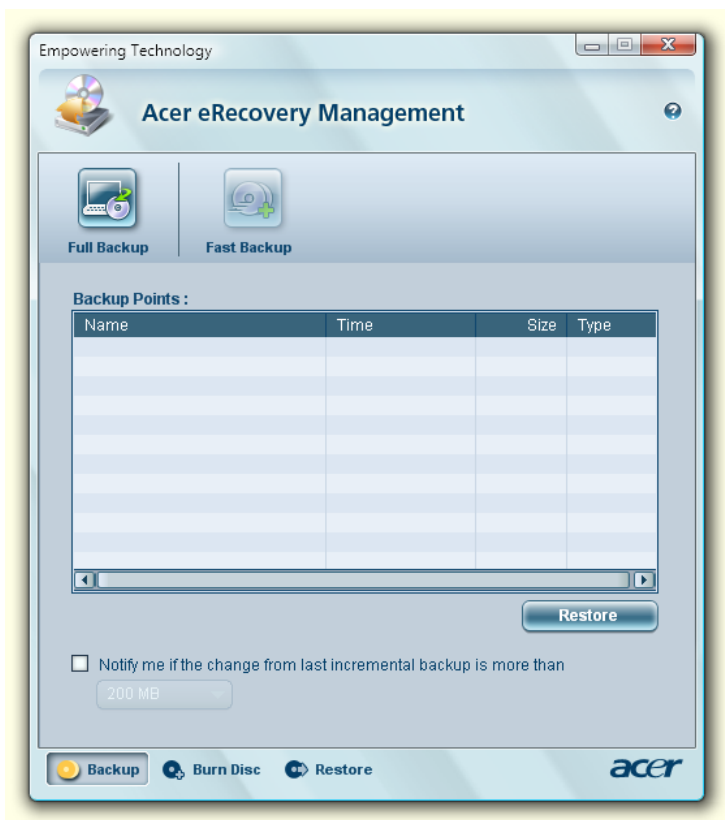 Empowering Technology
Acer eRecovery Management
Full Backup Fast Backup
Backup Points :
Name Time Size Type
Restore
Notify me if the change from last incremental backup is more than
200 MB
Backup Burn Disc Restore acer